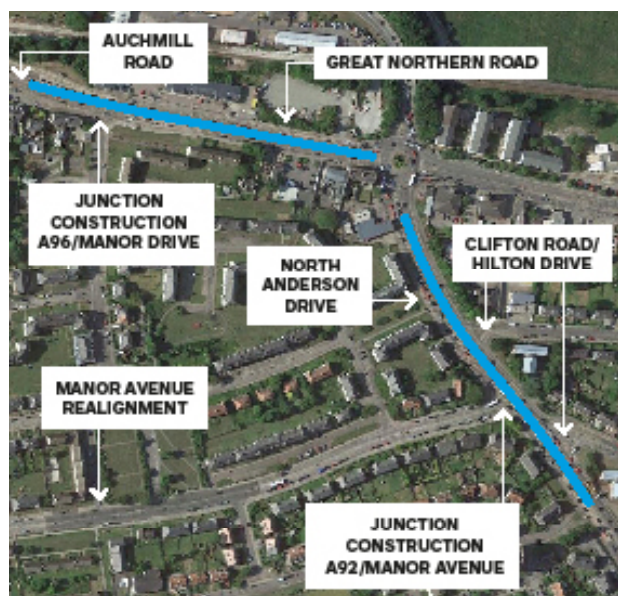 AUCHMILL
ROAD
GREAT NORTHERN ROAD
JUNCTION
CONSTRUCTION
A96/MANOR DRIVE
NORTH
ANDERSON
DRIVE
CLIFTON ROAD/
HILTON DRIVE
MANOR AVENUE
REALIGNMENT
JUNCTION
CONSTRUCTION
A92/MANOR AVENUE